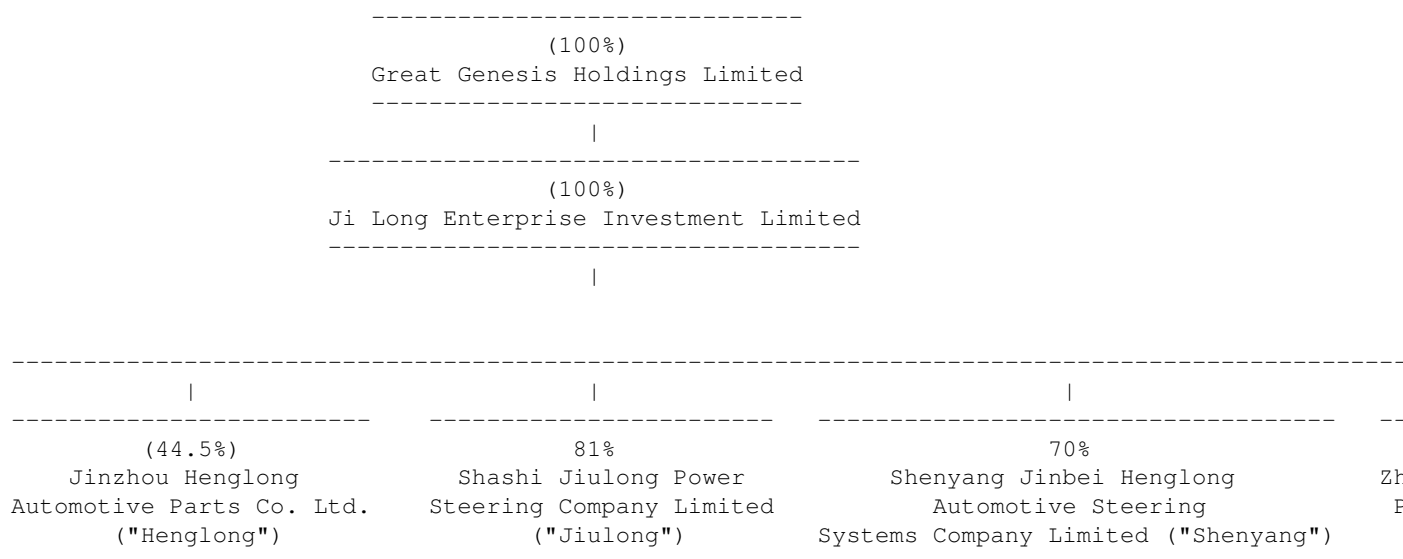 (100%)
Great Genesis Holdings Limited
|
(100%)
Ji Long Enterprise Investment Limited
|
| | |
(44.5%) 81% 70%
Jinzhou Henglong Shashi Jiulong Power Shenyang Jinbei Henglong
Automotive Parts Co. Ltd. Steering Company Limited Automotive Steering
("Henglong") ("Jiulong") Systems Company Limited ("Shenyang")